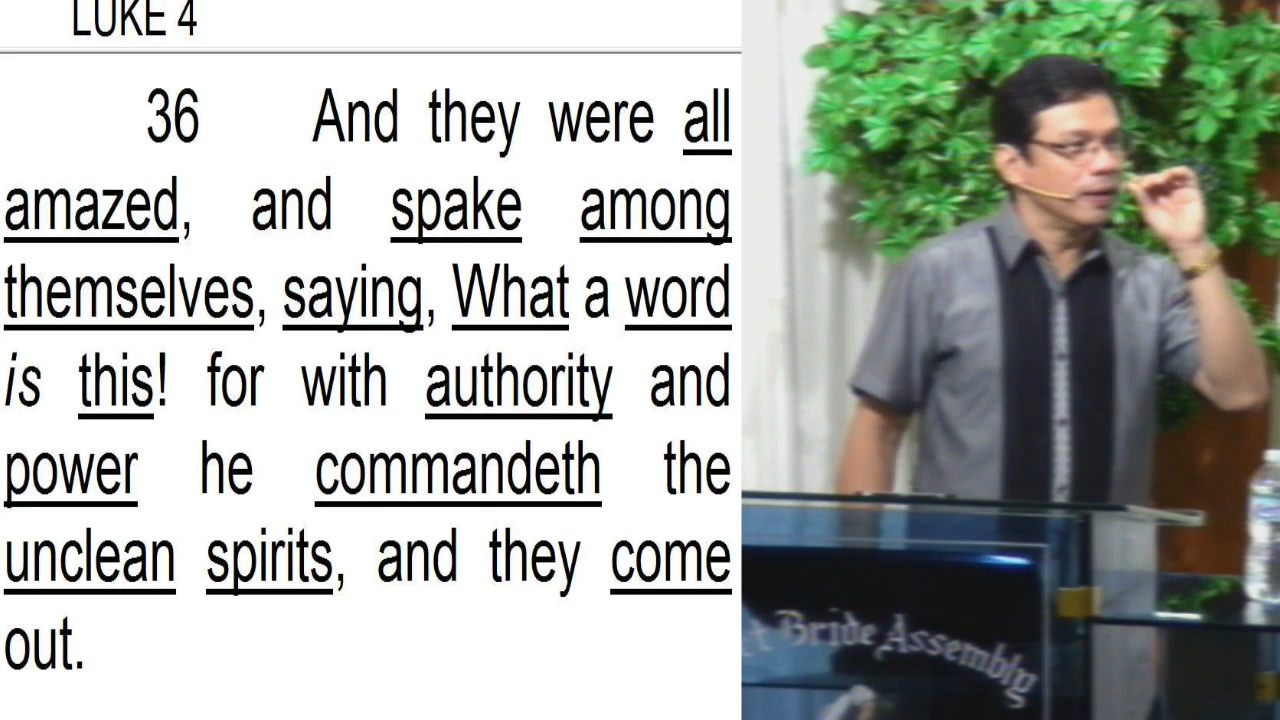 LUKE 4
36 And they were all
amazed, and spake among
themselves, saying, What a word
is this! for with authority and
power he commandeth the
unclean spirits, and they come
out.
Bride Assembly